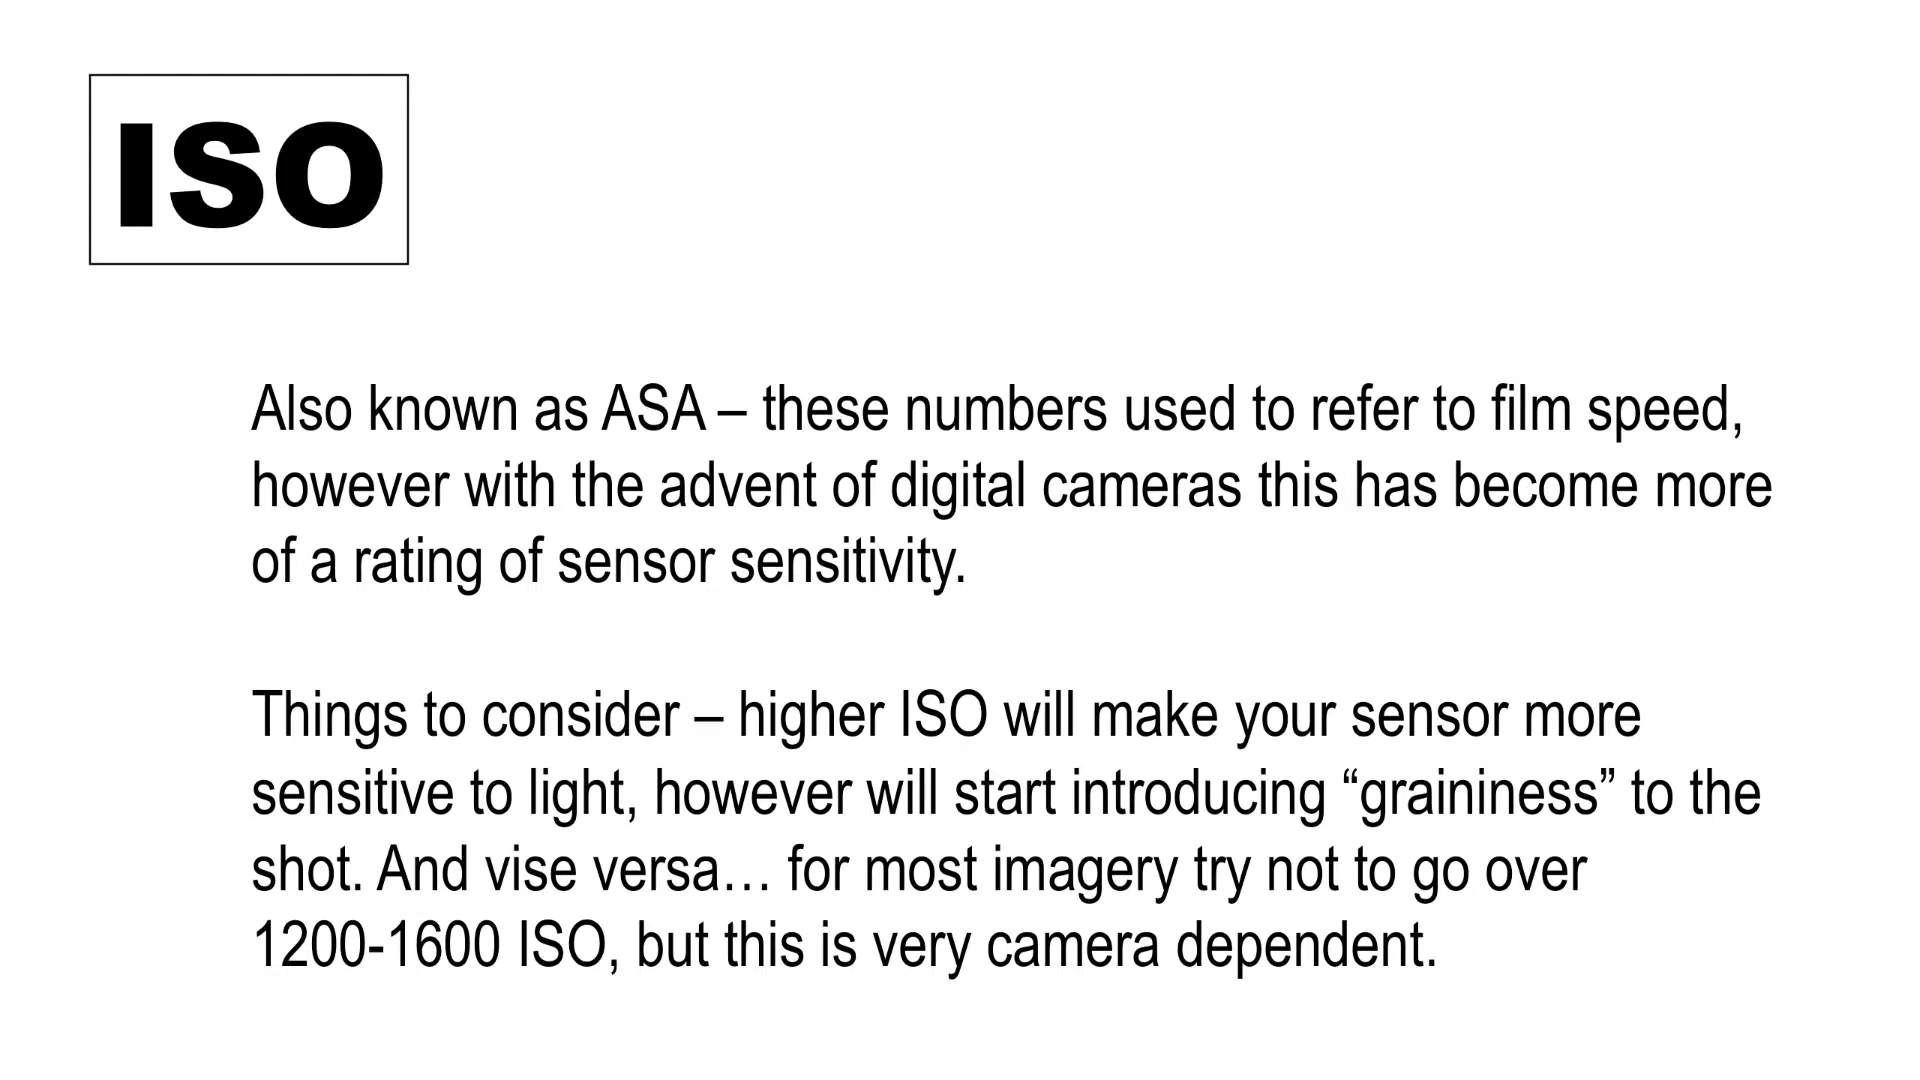 ISO
Also known as ASA – these numbers used to refer to film speed,
however with the advent of digital cameras this has become more
of a rating of sensor sensitivity.
Things to consider – higher ISO will make your sensor more
sensitive to light, however will start introducing “graininess” to the
shot. And vise versa… for most imagery try not to go over
1200-1600 ISO, but this is very camera dependent.